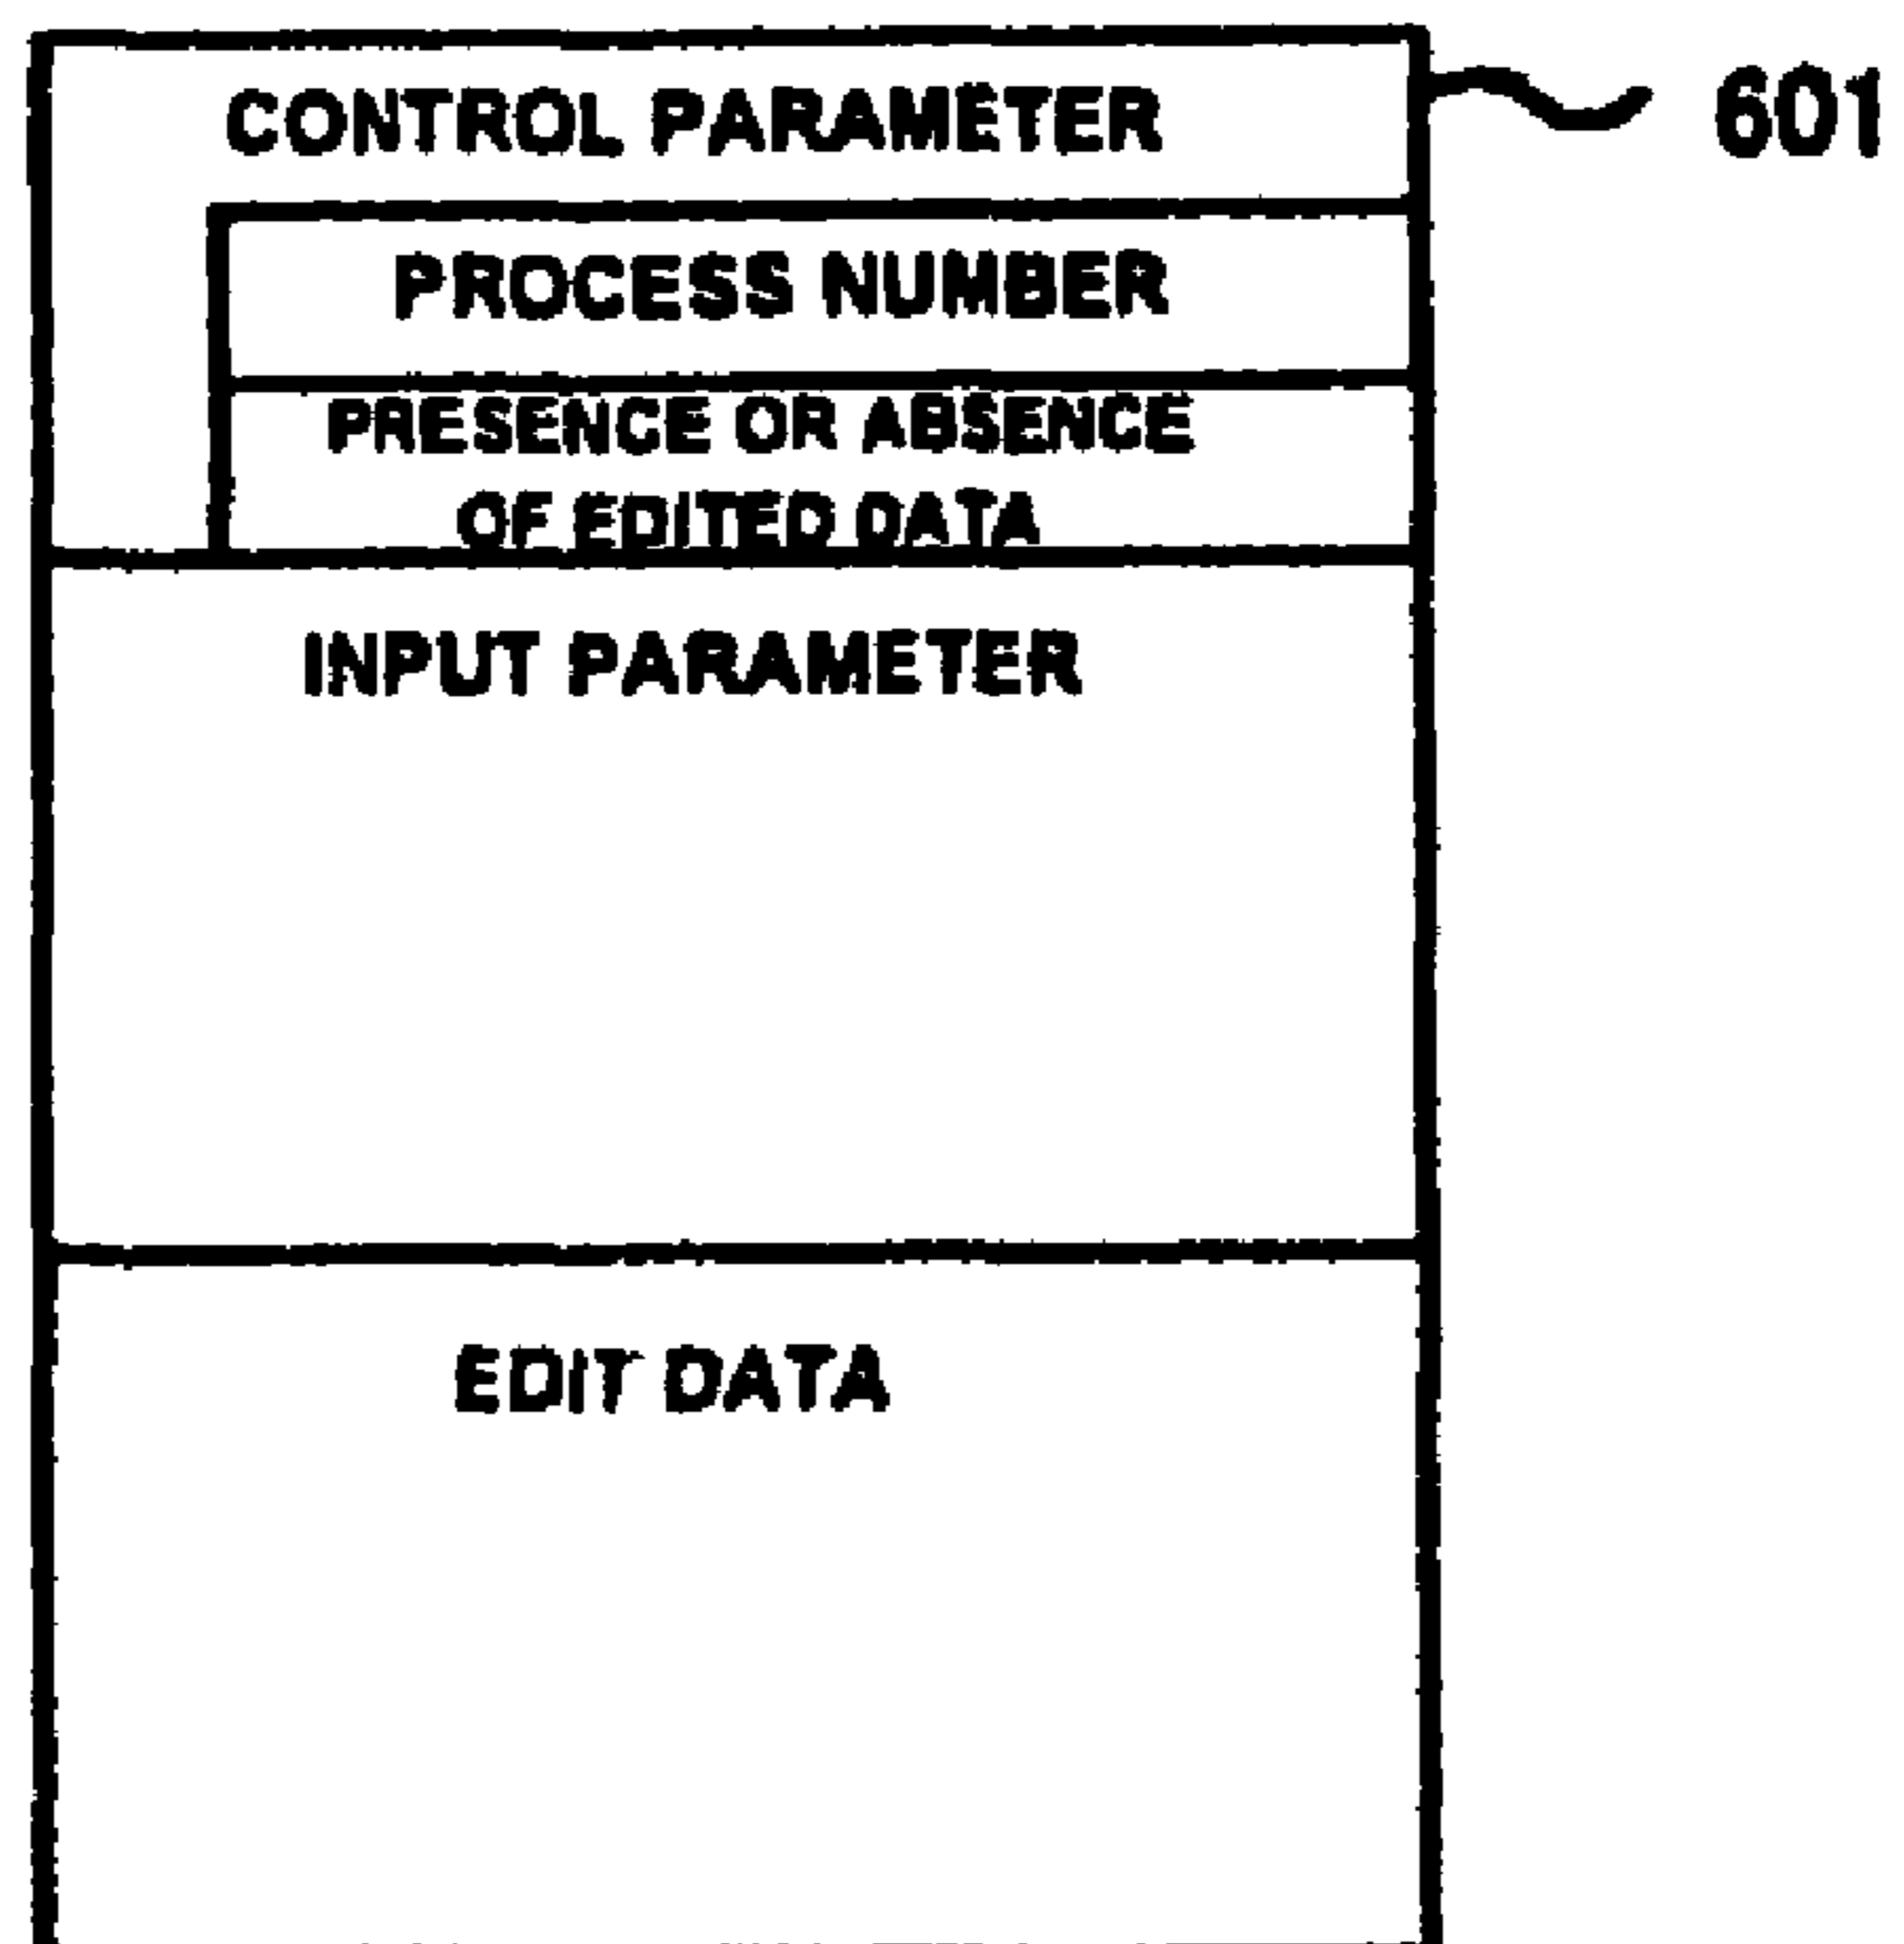 CONTROL PARAMETER
601
PROCESS NUMBER
PRESENCE OR ABSENCE
OF EDITED DATA
INPUT PARAMETER
EDIT DATA